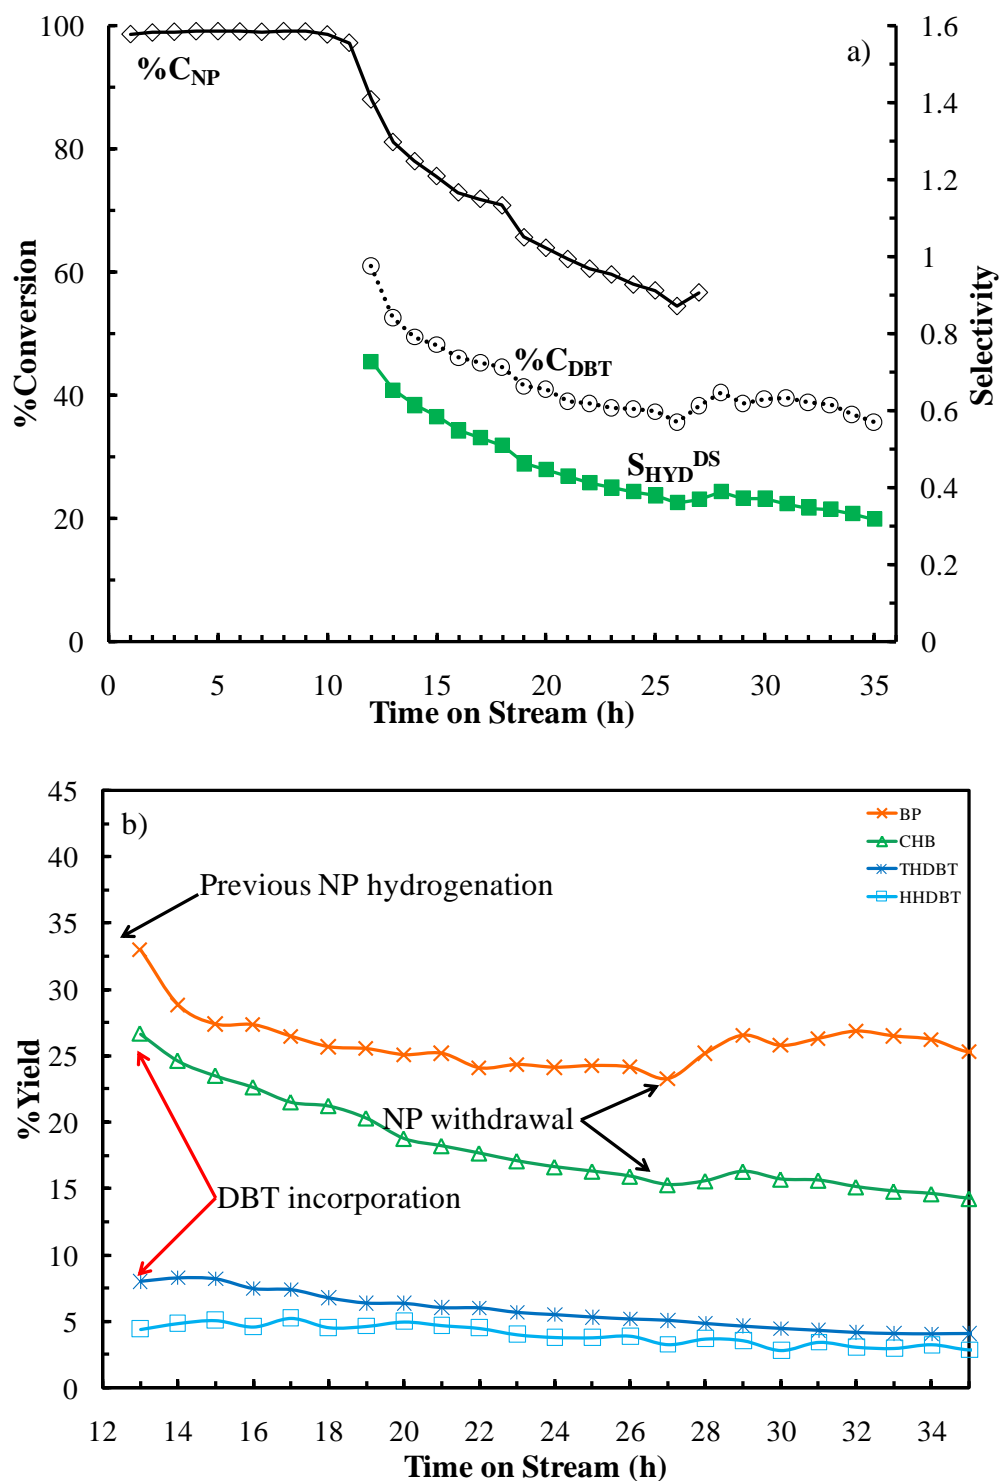 a)
%Conversion
100
80
60
40
20
0
%C_NP
%C_DBT
S_HYD^DS
1.6
1.4
1.2
1
0.8
0.6
0.4
0.2
0
Selectivity
0 5 10 15 20 25 30 35
Time on Stream (h)
b)
%Yield
45
40
35
30
25
20
15
10
5
0
BP
CHB
THDBT
HHDBT
Previous NP hydrogenation
NP withdrawal
DBT incorporation
12 14 16 18 20 22 24 26 28 30 32 34
Time on Stream (h)